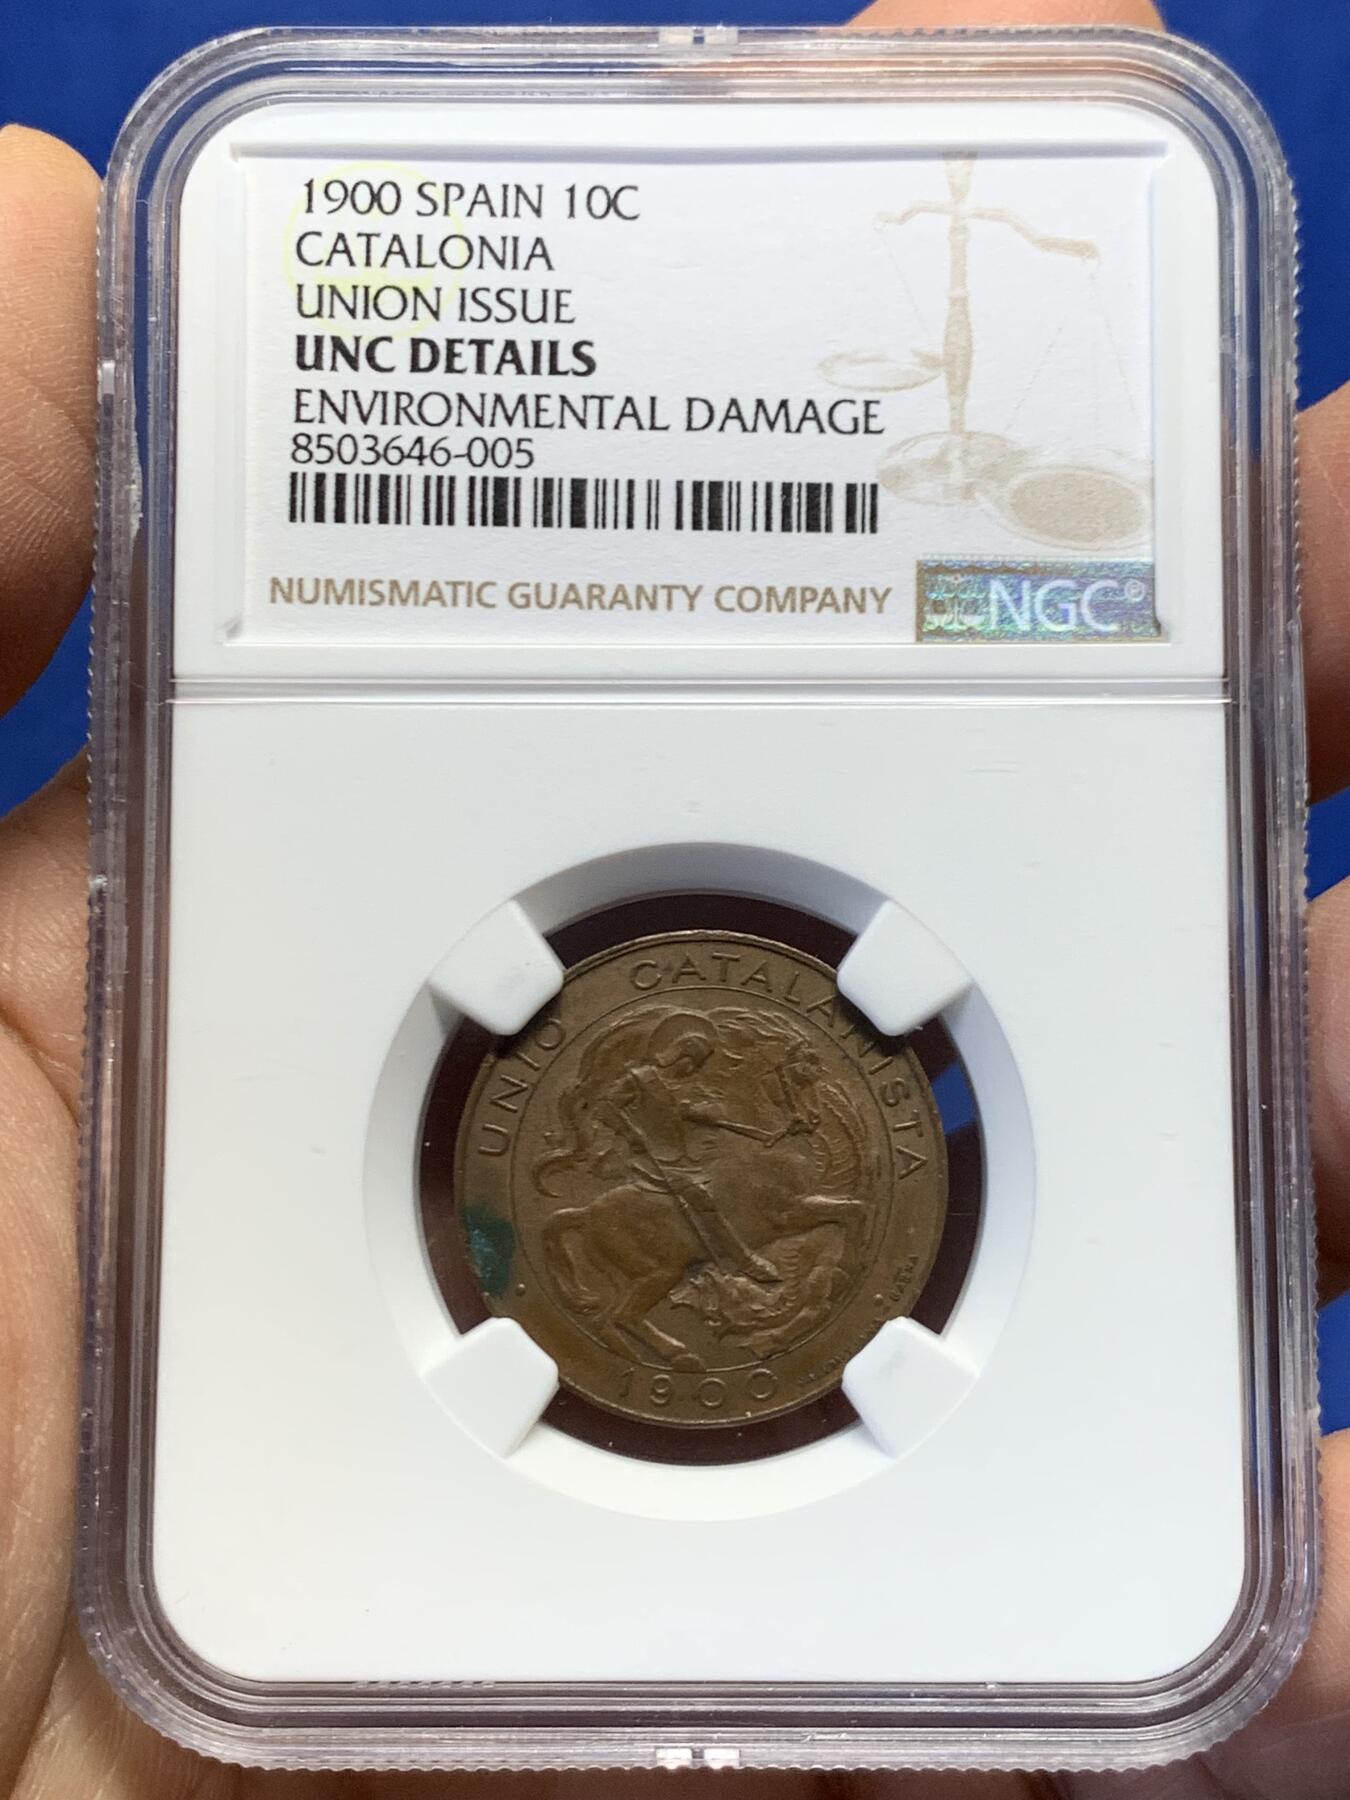 1900 SPAIN 10C
CATALONIA
UNION ISSUE
UNC DETAILS
ENVIRONMENTAL DAMAGE
8503646-005
NUMISMATIC GUARANTY COMPANY
NGC®
UNIO CATALANISTA
1900